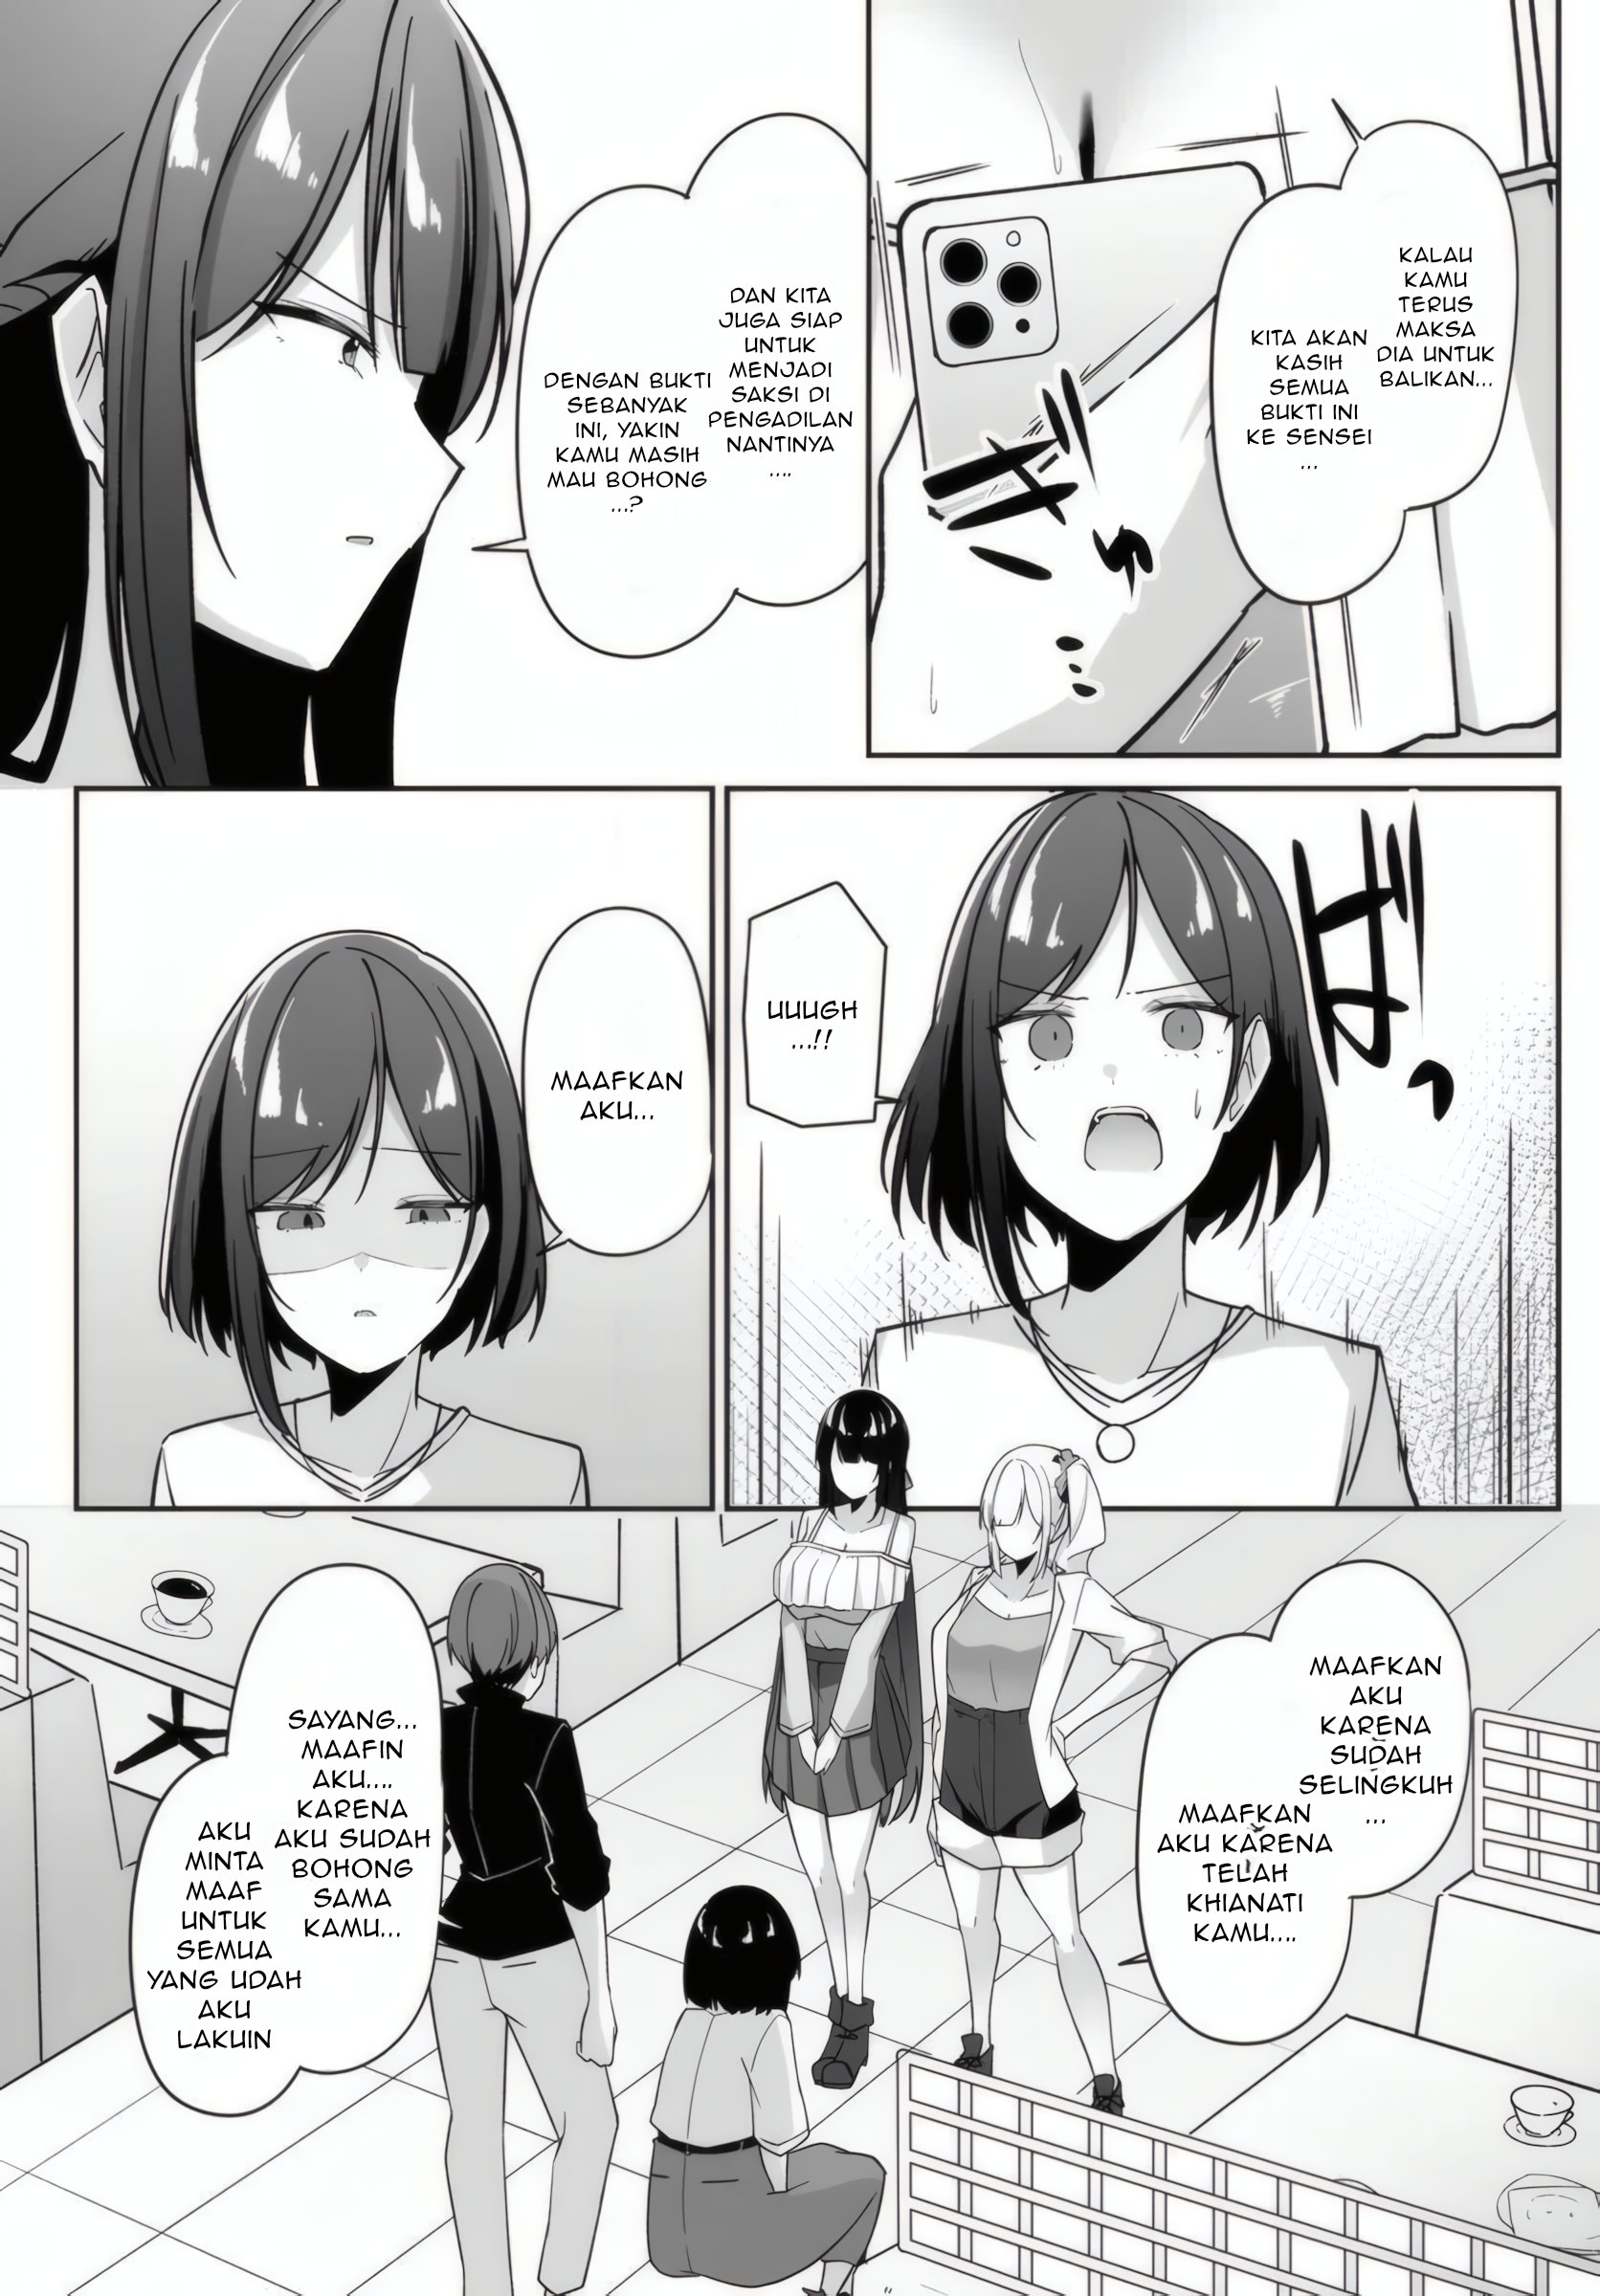 KALAU
KAMU
TERUS
MAKSA
DIA UNTUK
BALIKAN...
KITA AKAN
KASIH
SEMUA
BUKTI INI
KE SENSEI
...
DAN KITA
JUGA SIAP
UNTUK
MENJADI
SAKSI DI
PENGADILAN
NANTINYA
....
DENGAN BUKTI
SEBANYAK
INI, YAKIN
KAMU MASIH
MAU BOHONG
...?
UUUGH
...!!
MAAFKAN
AKU...
MAAFKAN
AKU
KARENA
SUDAH
SELINGKUH
...
MAAFKAN
AKU KARENA
TELAH
KHIANATI
KAMU....
SAYANG...
MAAFIN
AKU....
KARENA
AKU SUDAH
BOHONG
SAMA
KAMU...
AKU
MINTA
MAAF
UNTUK
SEMUA
YANG UDAH
AKU
LAKUIN